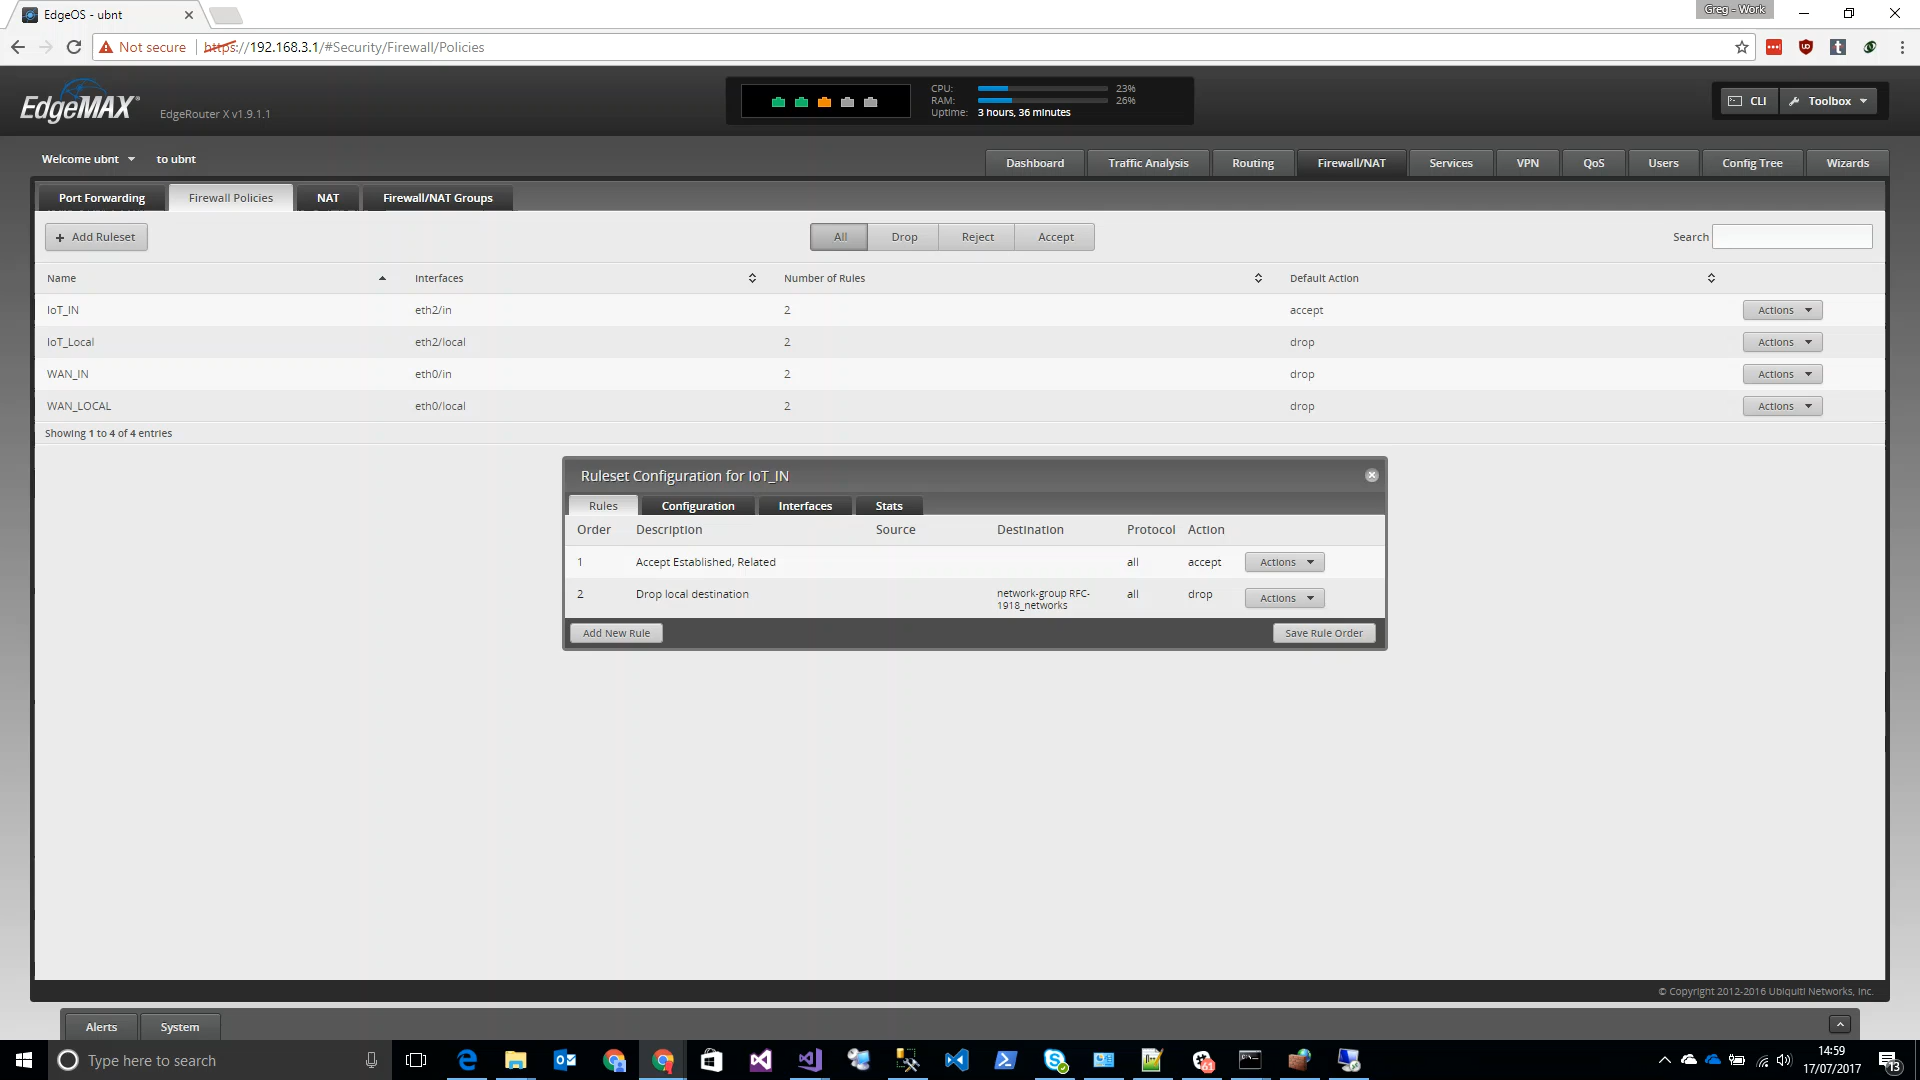 EdgeOS - ubnt
Greg - Work
Not secure
https://192.168.3.1/#Security/Firewall/Policies
EdgeMAX
EdgeRouter X v1.9.1.1
CPU: 23%
RAM: 26%
Uptime: 3 hours, 36 minutes
CLI
Toolbox
Welcome ubnt to ubnt
Dashboard Traffic Analysis Routing Firewall/NAT Services VPN QoS Users Config Tree Wizards
Port Forwarding Firewall Policies NAT Firewall/NAT Groups
+ Add Ruleset All Drop Reject Accept Search
Name Interfaces Number of Rules Default Action
IoT_IN eth2/in 2 accept Actions
IoT_Local eth2/local 2 drop Actions
WAN_IN eth0/in 2 drop Actions
WAN_LOCAL eth0/local 2 drop Actions
Showing 1 to 4 of 4 entries
Ruleset Configuration for IoT_IN
Rules Configuration Interfaces Stats
Order Description Source Destination Protocol Action
1 Accept Established, Related all accept Actions
2 Drop local destination network-group RFC-
1918_networks all drop Actions
Add New Rule Save Rule Order
© Copyright 2012-2016 Ubiquiti Networks, Inc.
Alerts System
Type here to search
14:59
17/07/2017
13